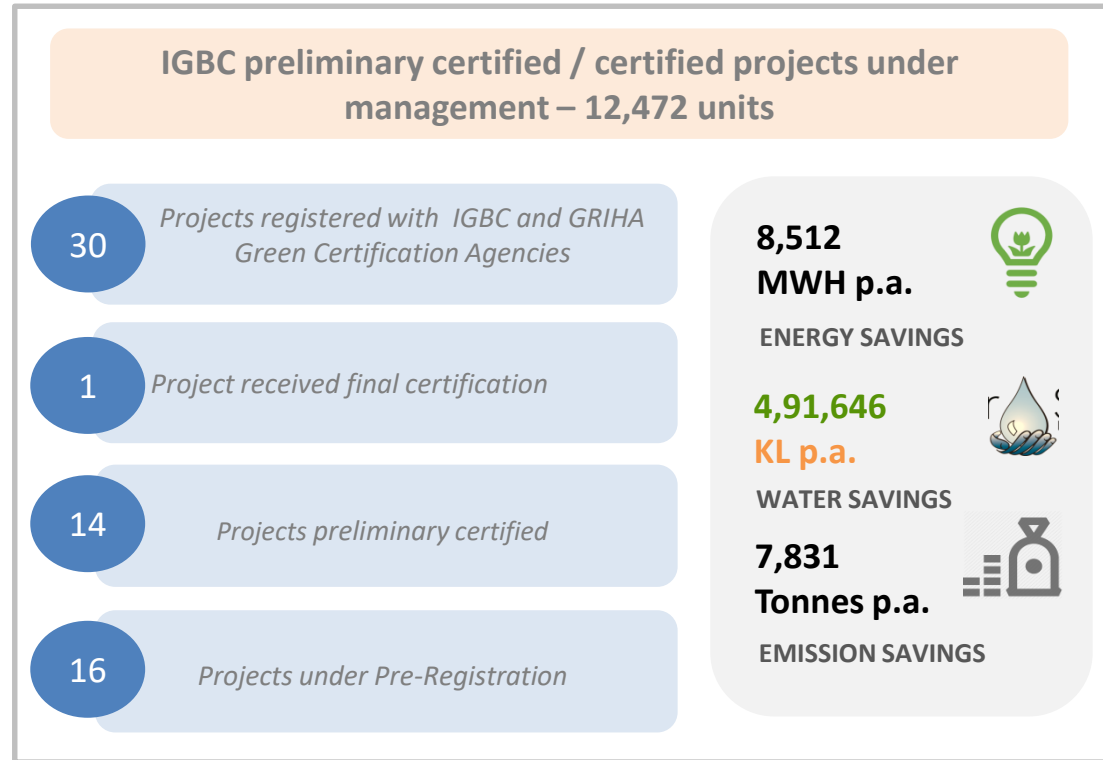 IGBC preliminary certified / certified projects under
management – 12,472 units
30
Projects registered with IGBC and GRIHA
Green Certification Agencies
1
Project received final certification
14
Projects preliminary certified
16
Projects under Pre-Registration
8,512
MWH p.a.
ENERGY SAVINGS
4,91,646
KL p.a.
WATER SAVINGS
7,831
Tonnes p.a.
EMISSION SAVINGS